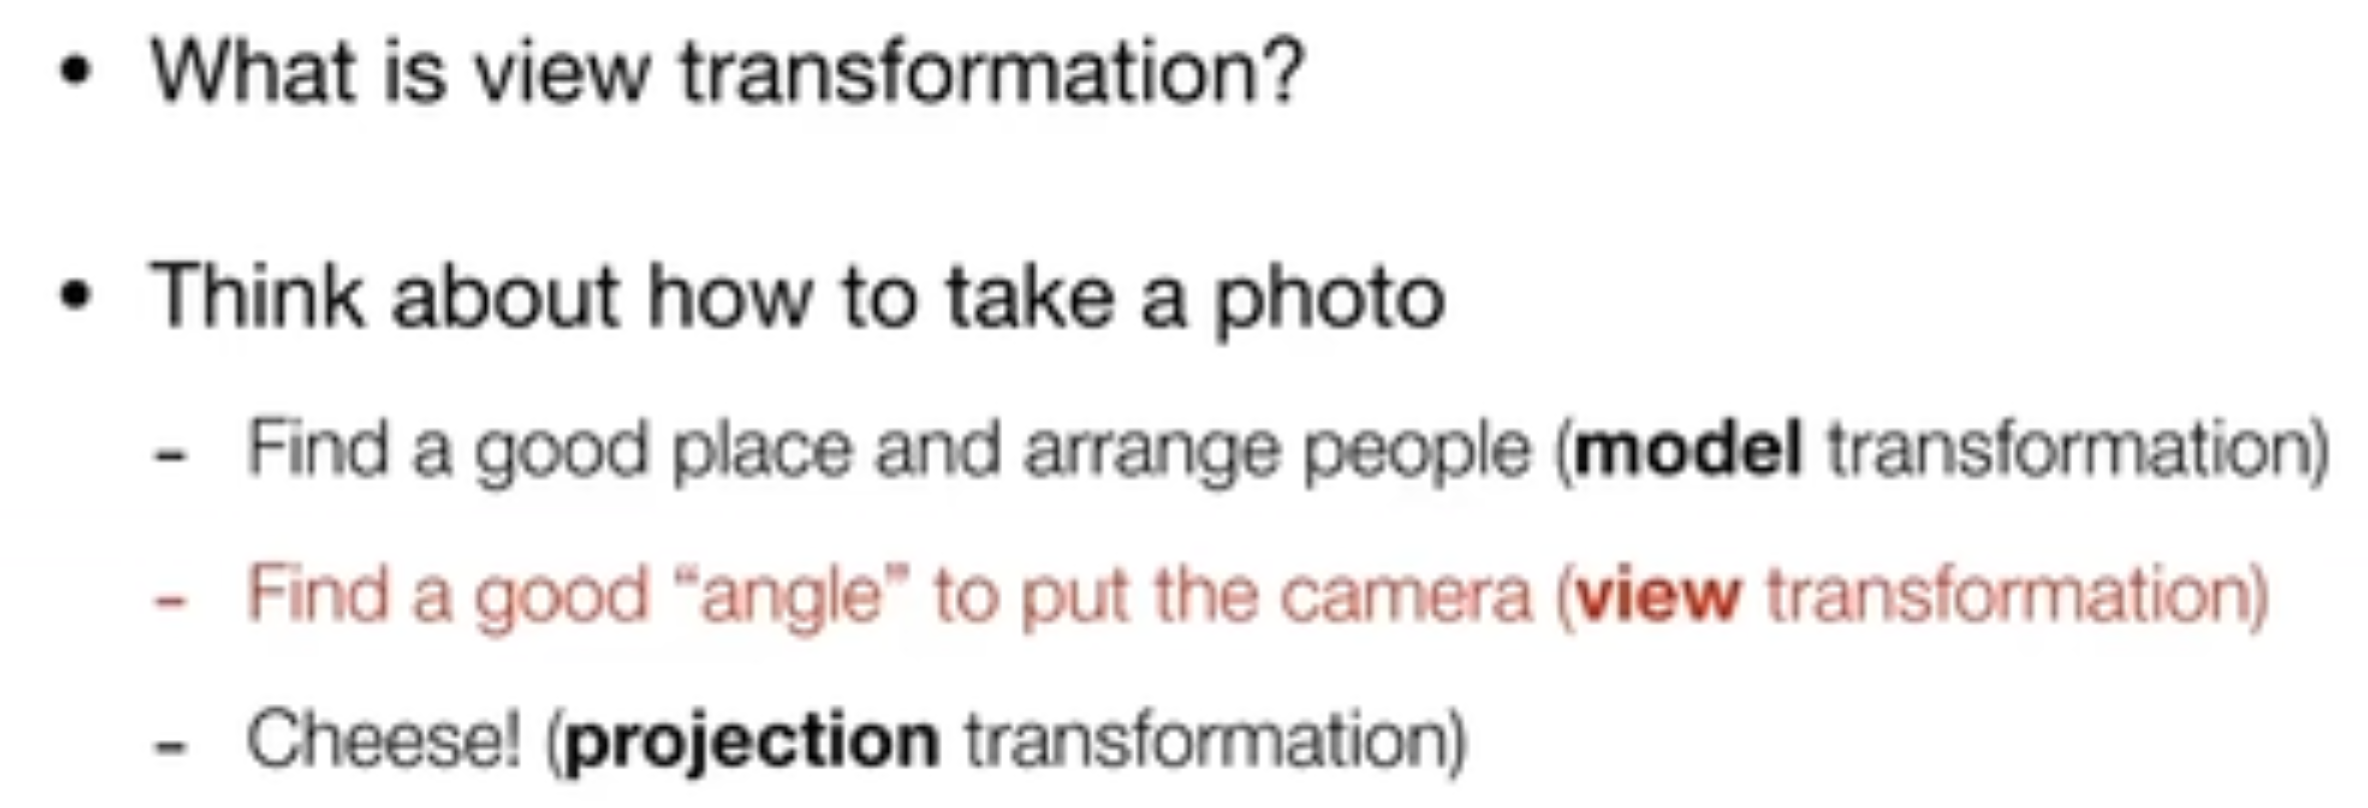 • What is view transformation?
• Think about how to take a photo
- Find a good place and arrange people (model transformation)
- Find a good “angle” to put the camera (view transformation)
- Cheese! (projection transformation)